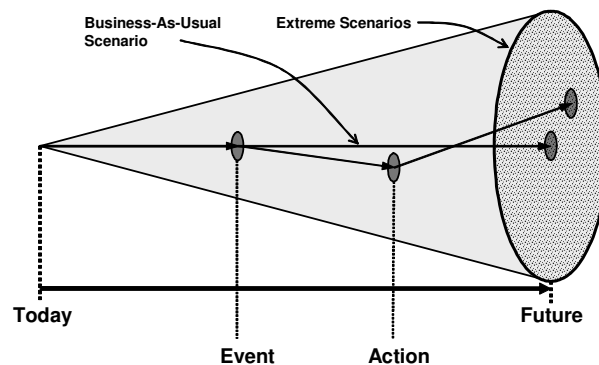 Business-As-Usual
Scenario
Extreme Scenarios
Today
Future
Event
Action